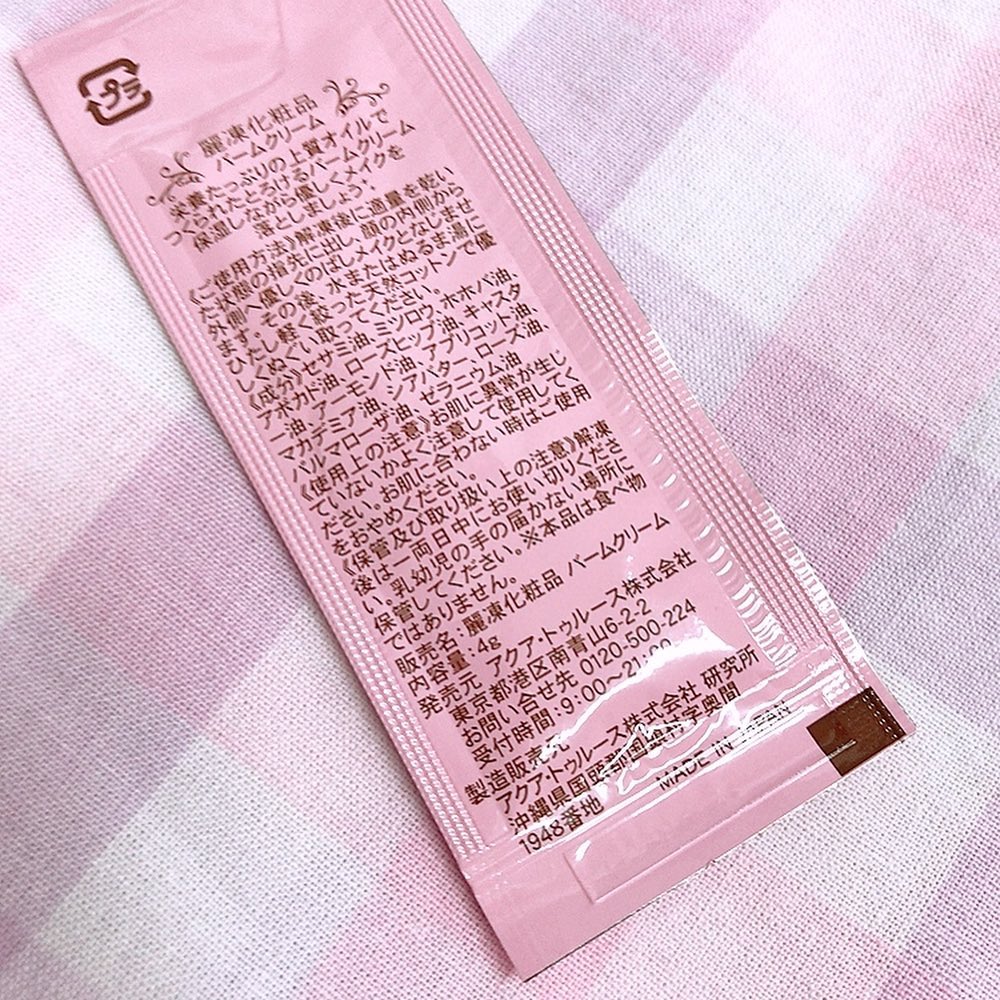 プラ
麗凍化粧品
バームクリーム
栄養たっぷりの上質オイルで
つくられたとろけるバームクリーム
保湿しながら優しくメイクを
落としましょう。
《ご使用方法》解凍後に適量を乾い
た状態の指先に出し、顔の内側から
外側へ優しくのばしメイクとなじませ
ます。その後、水またはぬるま湯に
ひたし軽く絞った天然コットンで優
しくぬぐい取ってください。
《成分》セサミ油、ミツロウ、ホホバ油、
アボカド油、ローズヒップ油、キャスタ
ー油、アーモンド油、アプリコット油、
マカデミア油、シアバター、ローズ油、
パルマローザ油、ゼラニウム油
《使用上の注意》お肌に異常が生じ
ていないかよく注意して使用してく
ださい。お肌に合わない時はご使用
をおやめください。
《保管及び取り扱い上の注意》解凍
後は一両日中にお使い切りくださ
い。乳幼児の手の届かない場所に
保管してください。※本品は食べ物
ではありません。
販売名:麗凍化粧品 バームクリーム
内容量:4g
発売元 アクア・トゥルース株式会社
東京都港区南青山6-2-2
お問い合せ先 0120-500-224
受付時間:9:00〜21:00
製造販売元
アクア・トゥルース株式会社 研究所
沖縄県国頭郡国頭村字奥間
1948番地
MADE IN JAPAN